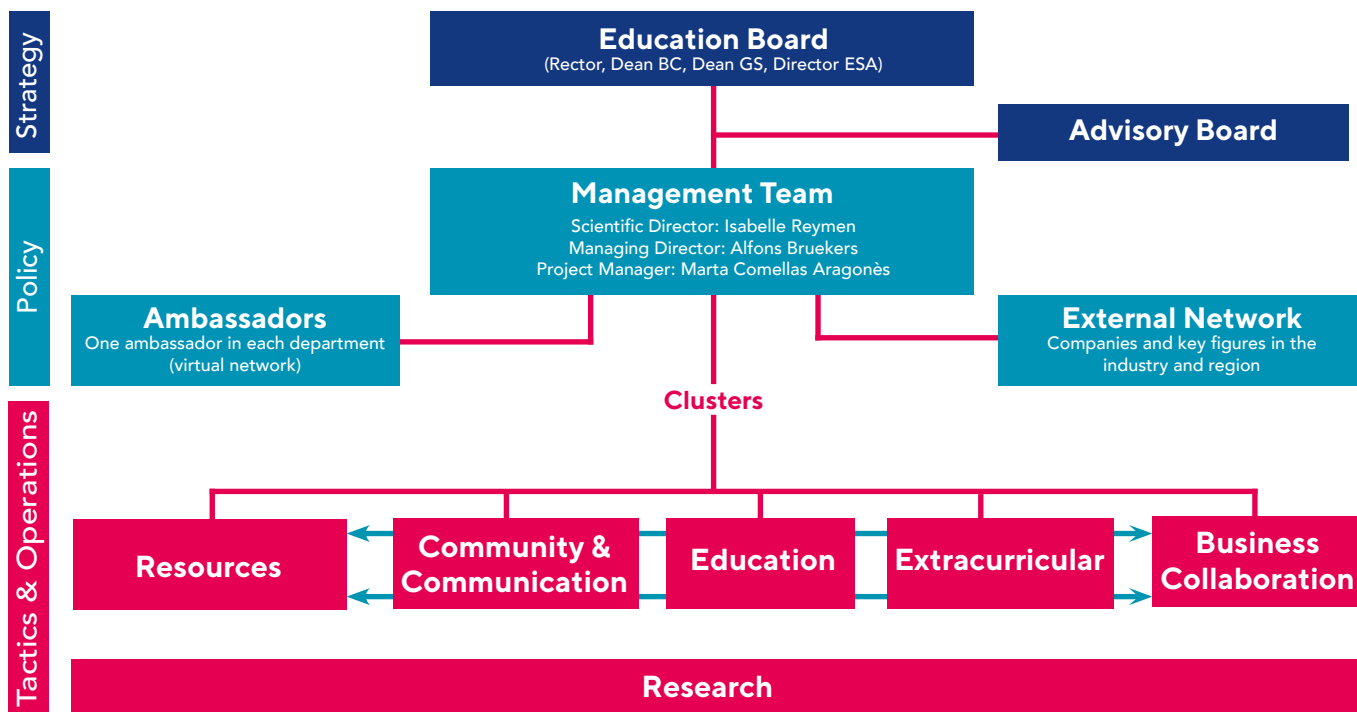 Strategy
Education Board
(Rector, Dean BC, Dean GS, Director ESA)
Advisory Board
Policy
Management Team
Scientific Director: Isabelle Reymen
Managing Director: Alfons Bruekers
Project Manager: Marta Comellas Aragonès
Ambassadors
One ambassador in each department
(virtual network)
External Network
Companies and key figures in the
industry and region
Tactics & Operations
Clusters
Resources
Community &
Communication
Education
Extracurricular
Business
Collaboration
Research